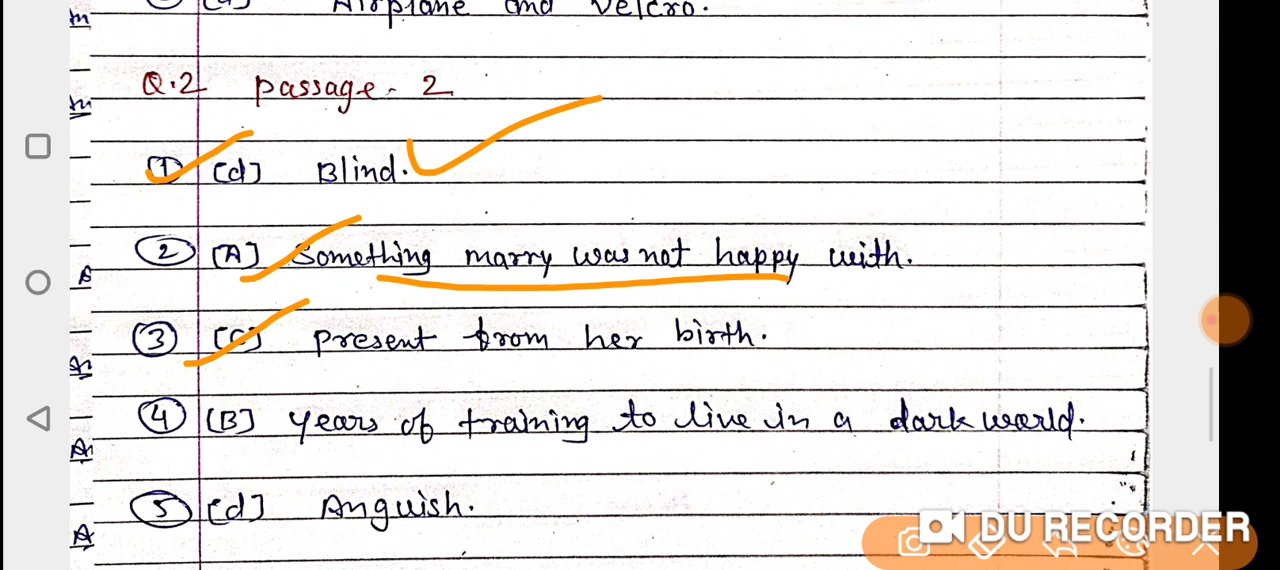 Airplane and Velcro.
Q.2 Passage - 2
① [d] Blind.
② [A] Something marry was not happy with.
③ [C] present from her birth.
④ [B] years of training to live in a dark world.
⑤ [d] Anguish.
DU RECORDER